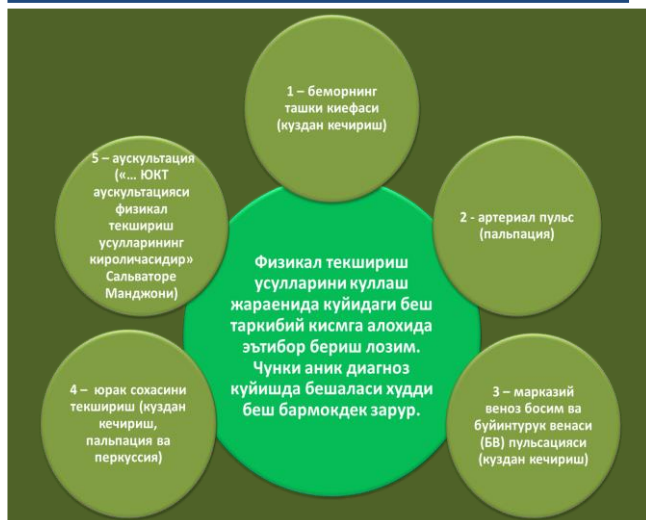 1 – беморнинг
ташки киефаси
(куздан кечириш)
2 - артериал пульс
(пальпация)
3 – марказий
веноз босим ва
буйинтурук венаси
(БВ) пульсацияси
(куздан кечириш)
4 – юрак сохасини
текшириш (куздан
кечириш,
пальпация ва
перкуссия)
5 – аускультация
(«... ЮКТ
аускультацияси
физикал
текшириш
усулларининг
кироличасидир»
Сальваторе
Манджони)
Физикал текшириш
усулларини куллаш
жараенида куйидаги беш
таркибий кисмга алохида
эътибор бериш лозим.
Чунки аник диагноз
куйишда бешаласи худди
беш бармокдек зарур.